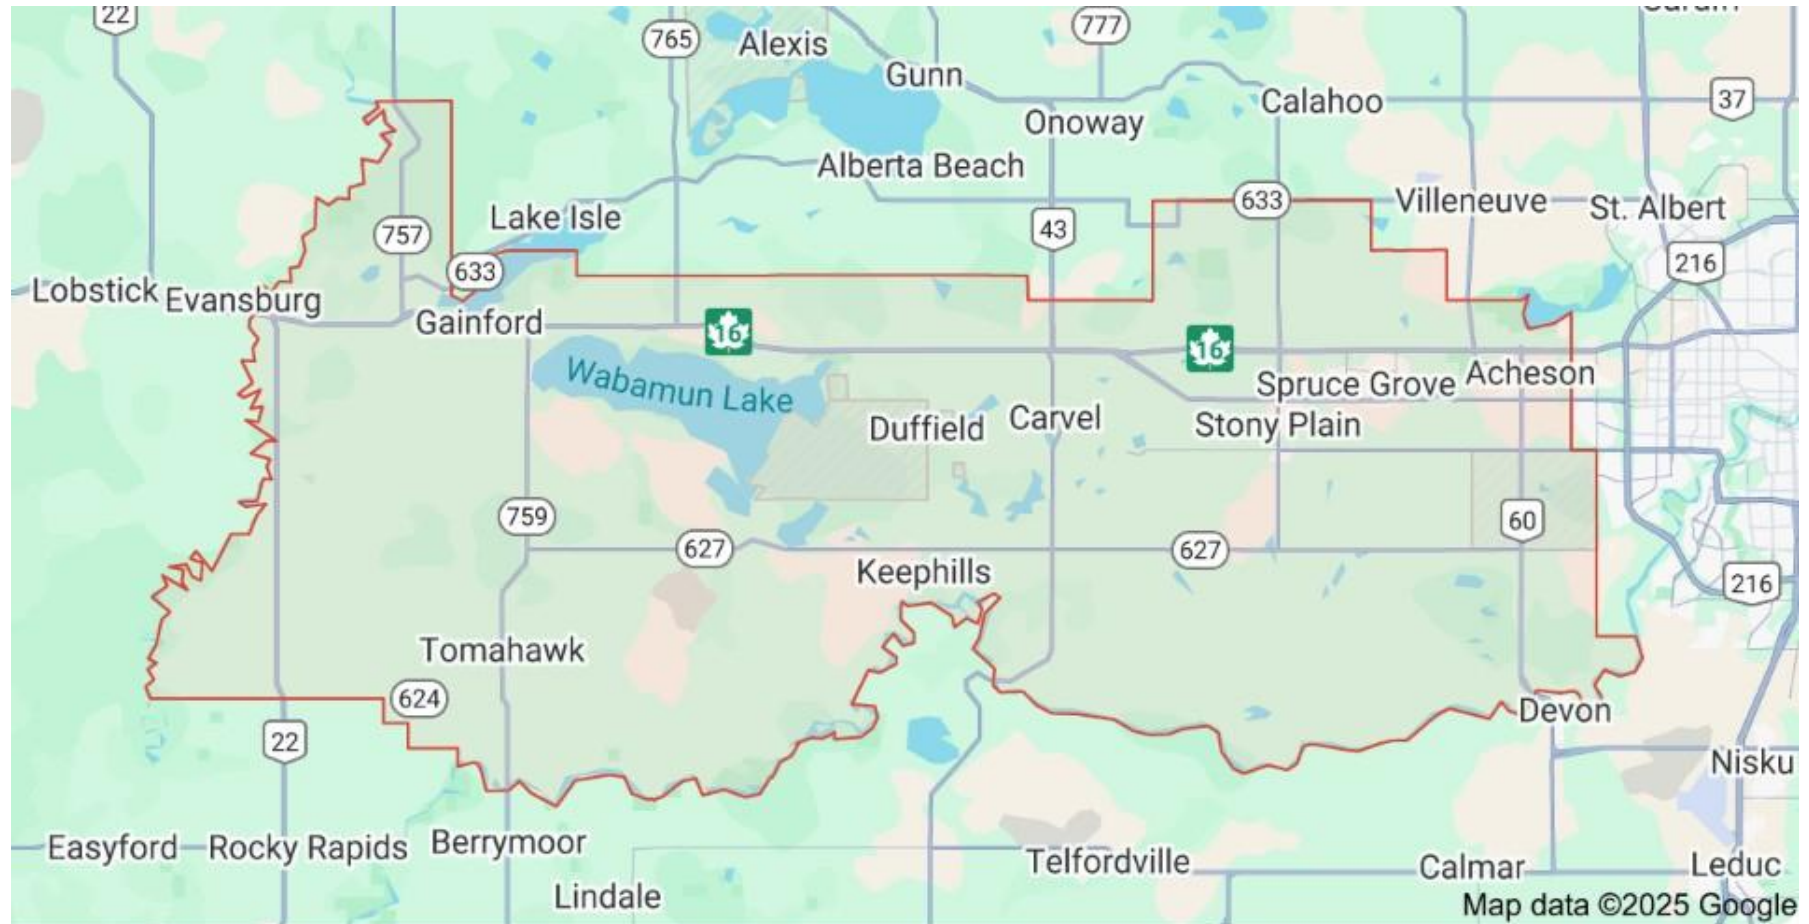 22
765
Alexis
777
Gunn
37
Calahoo
Onoway
Alberta Beach
633
Villeneuve
St. Albert
Lake Isle
43
757
216
633
Lobstick
Evansburg
Gainford
16
16
Wabamun Lake
Acheson
Spruce Grove
Carvel
Duffield
Stony Plain
759
60
627
627
Keephills
216
Tomahawk
624
Devon
22
Nisku
Berrymoor
Easyford
Rocky Rapids
Telfordville
Calmar
Leduc
Lindale
Map data ©2025 Google